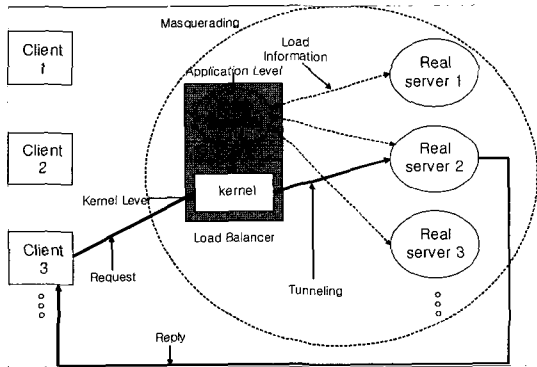 Masquerading
Client
1
Load
Information
Application Level
Real
server 1
Client
2
Real
server 2
Kernel Level
kernel
Load Balancer
Client
3
Request
Real
server 3
Tunneling
Reply